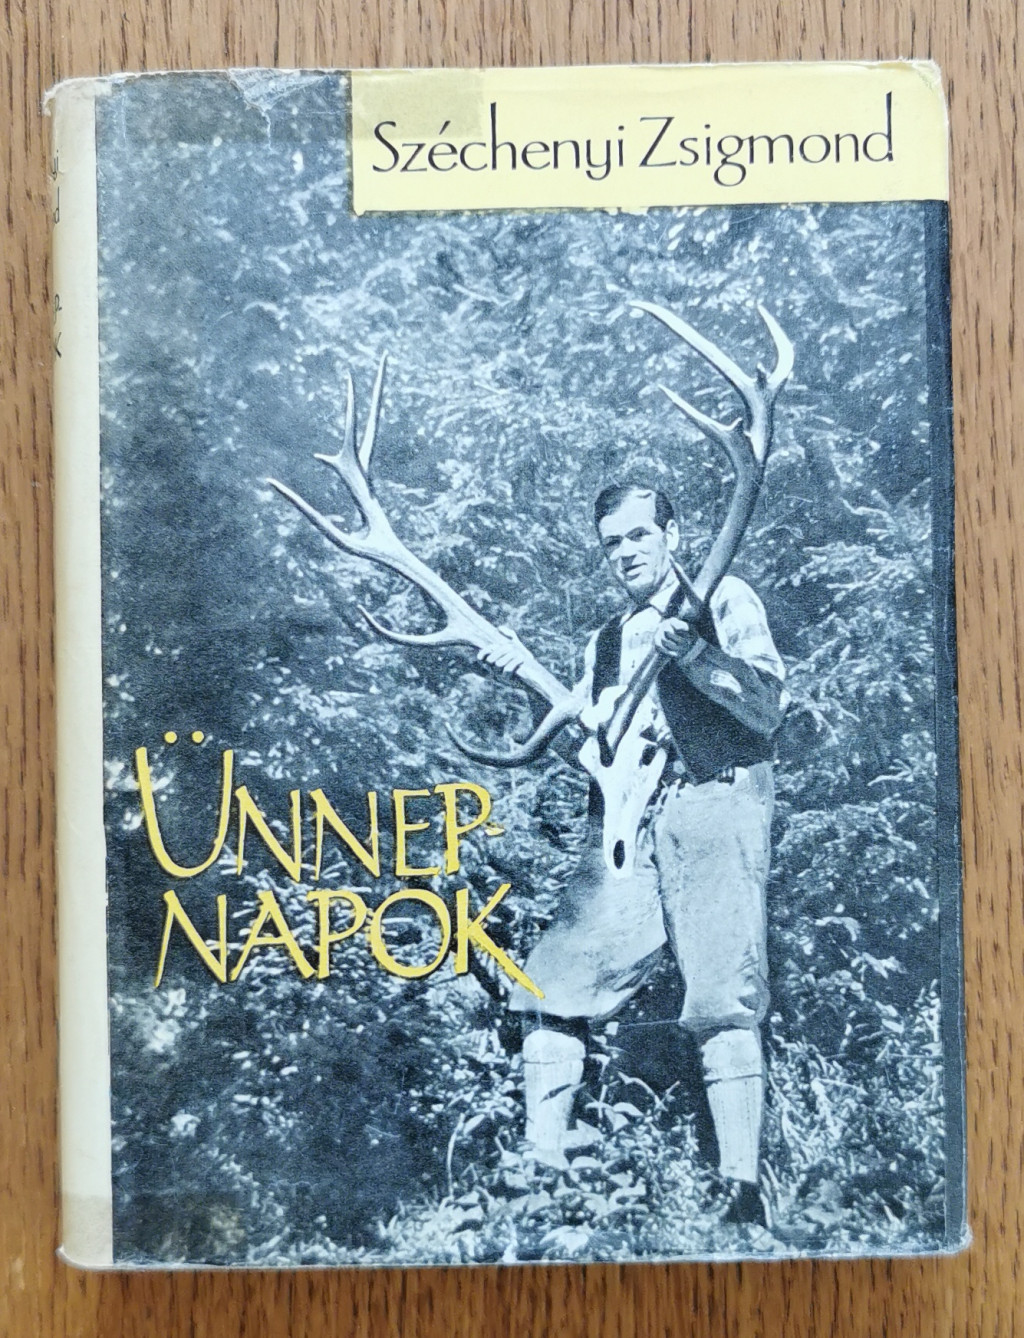 Széchenyi Zsigmond
ÜNNEP-
NAPOK